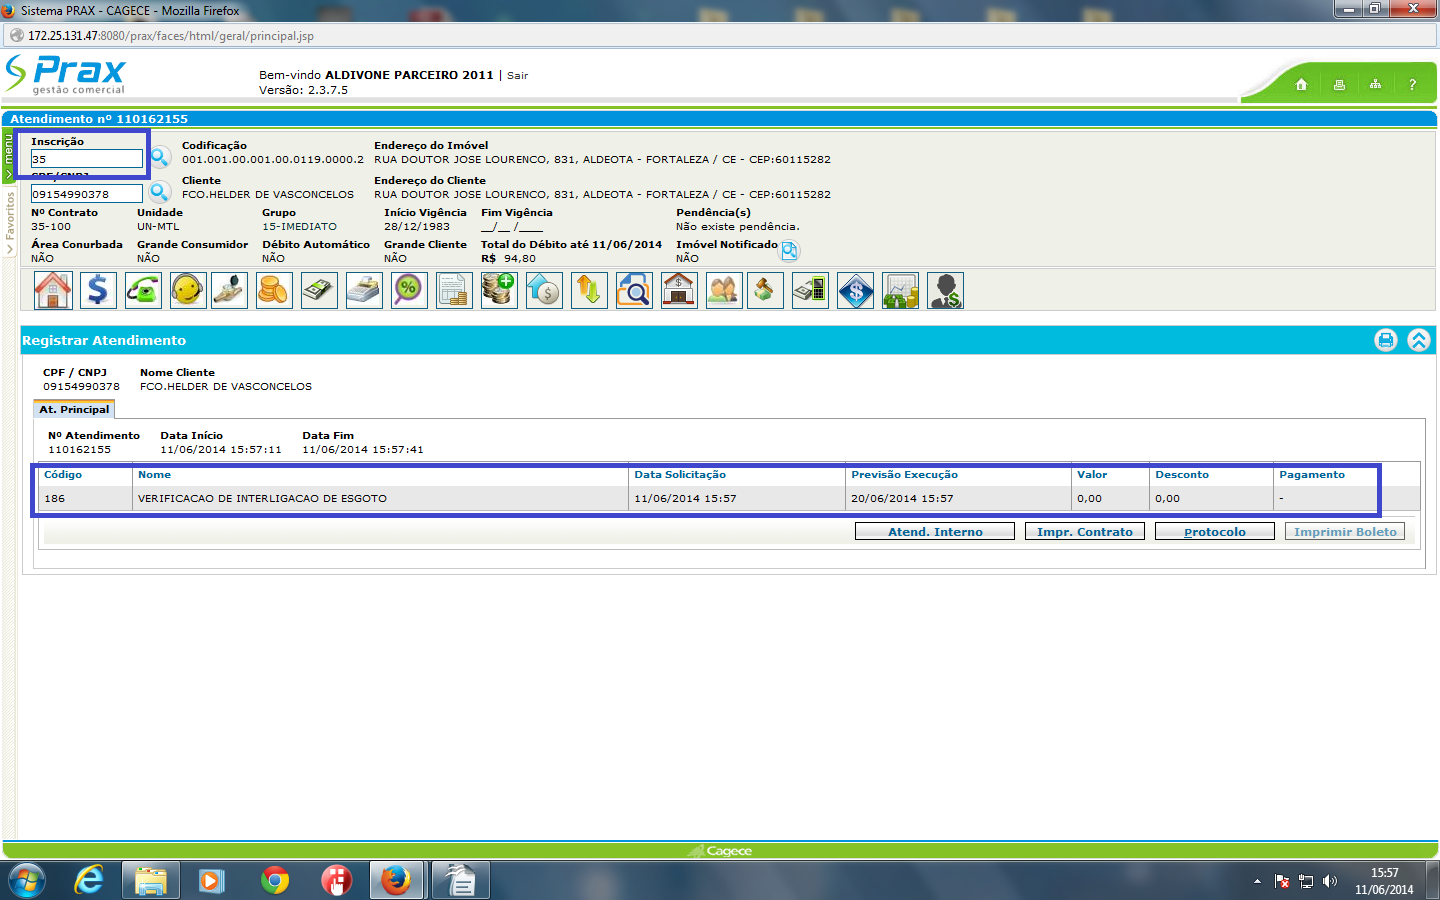 Sistema PRAX - CAGECE - Mozilla Firefox
172.25.131.47:8080/prax/faces/html/geral/principal.jsp
Prax
gestão comercial
Bem-vindo ALDIVONE PARCEIRO 2011 | Sair
Versão: 2.3.7.5
?
Atendimento nº 110162155
menu
Favoritos
Inscrição Codificação Endereço do Imóvel
35 001.001.00.001.00.0119.0000.2 RUA DOUTOR JOSE LOURENCO, 831, ALDEOTA - FORTALEZA / CE - CEP:60115282
CPF/CNPJ Cliente Endereço do Cliente
09154990378 FCO.HELDER DE VASCONCELOS RUA DOUTOR JOSE LOURENCO, 831, ALDEOTA - FORTALEZA / CE - CEP:60115282
Nº Contrato Unidade Grupo Início Vigência Fim Vigência Pendência(s)
35-100 UN-MTL 15-IMEDIATO 28/12/1983 __/__ /____ Não existe pendência.
Área Conurbada Grande Consumidor Débito Automático Grande Cliente Total do Débito até 11/06/2014 Imóvel Notificado
NÃO NÃO NÃO NÃO R$ 94,80 NÃO
Registrar Atendimento
CPF / CNPJ Nome Cliente
09154990378 FCO.HELDER DE VASCONCELOS
At. Principal
Nº Atendimento Data Início Data Fim
110162155 11/06/2014 15:57:11 11/06/2014 15:57:41
Código Nome Data Solicitação Previsão Execução Valor Desconto Pagamento
186 VERIFICACAO DE INTERLIGACAO DE ESGOTO 11/06/2014 15:57 20/06/2014 15:57 0,00 0,00 -
Atend. Interno Impr. Contrato Protocolo Imprimir Boleto
Cagece
15:57
11/06/2014